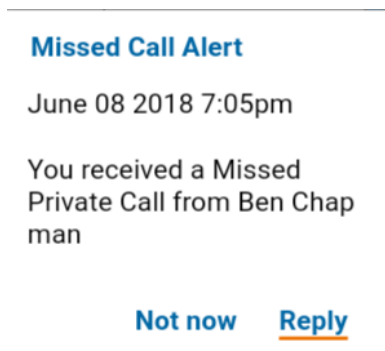 Missed Call Alert
June 08 2018 7:05pm
You received a Missed
Private Call from Ben Chap
man
Not now Reply